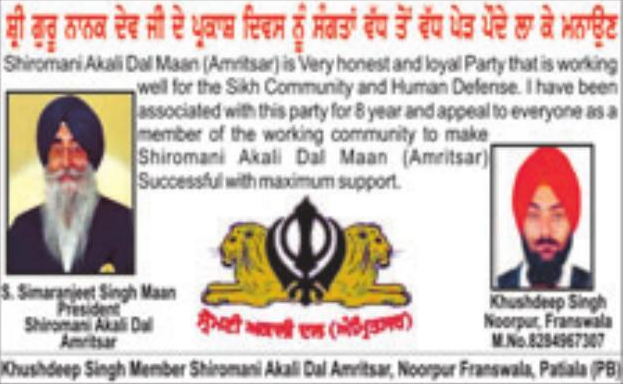 ਸ਼੍ਰੀ ਗੁਰੂ ਨਾਨਕ ਦੇਵ ਜੀ ਦੇ ਪ੍ਰਕਾਸ਼ ਦਿਵਸ ਨੂੰ ਸੰਗਤਾਂ ਵੱਧ ਤੋਂ ਵੱਧ ਪੇੜ ਪੌਦੇ ਲਾ ਕੇ ਮਨਾਉਣ
Shiromani Akali Dal Maan (Amritsar) is Very honest and loyal Party that is working
well for the Sikh Community and Human Defense. I have been
associated with this party for 8 year and appeal to everyone as a
member of the working community to make
Shiromani Akali Dal Maan (Amritsar)
Successful with maximum support.
S. Simaranjeet Singh Maan
President
Shiromani Akali Dal
Amritsar
ਸ਼੍ਰੋਮਣੀ ਅਕਾਲੀ ਦਲ (ਅੰਮ੍ਰਿਤਸਰ)
Khushdeep Singh
Noorpur, Franswala
M.No.8284967307
Khushdeep Singh Member Shiromani Akali Dal Amritsar, Noorpur Franswala, Patiala (PB)